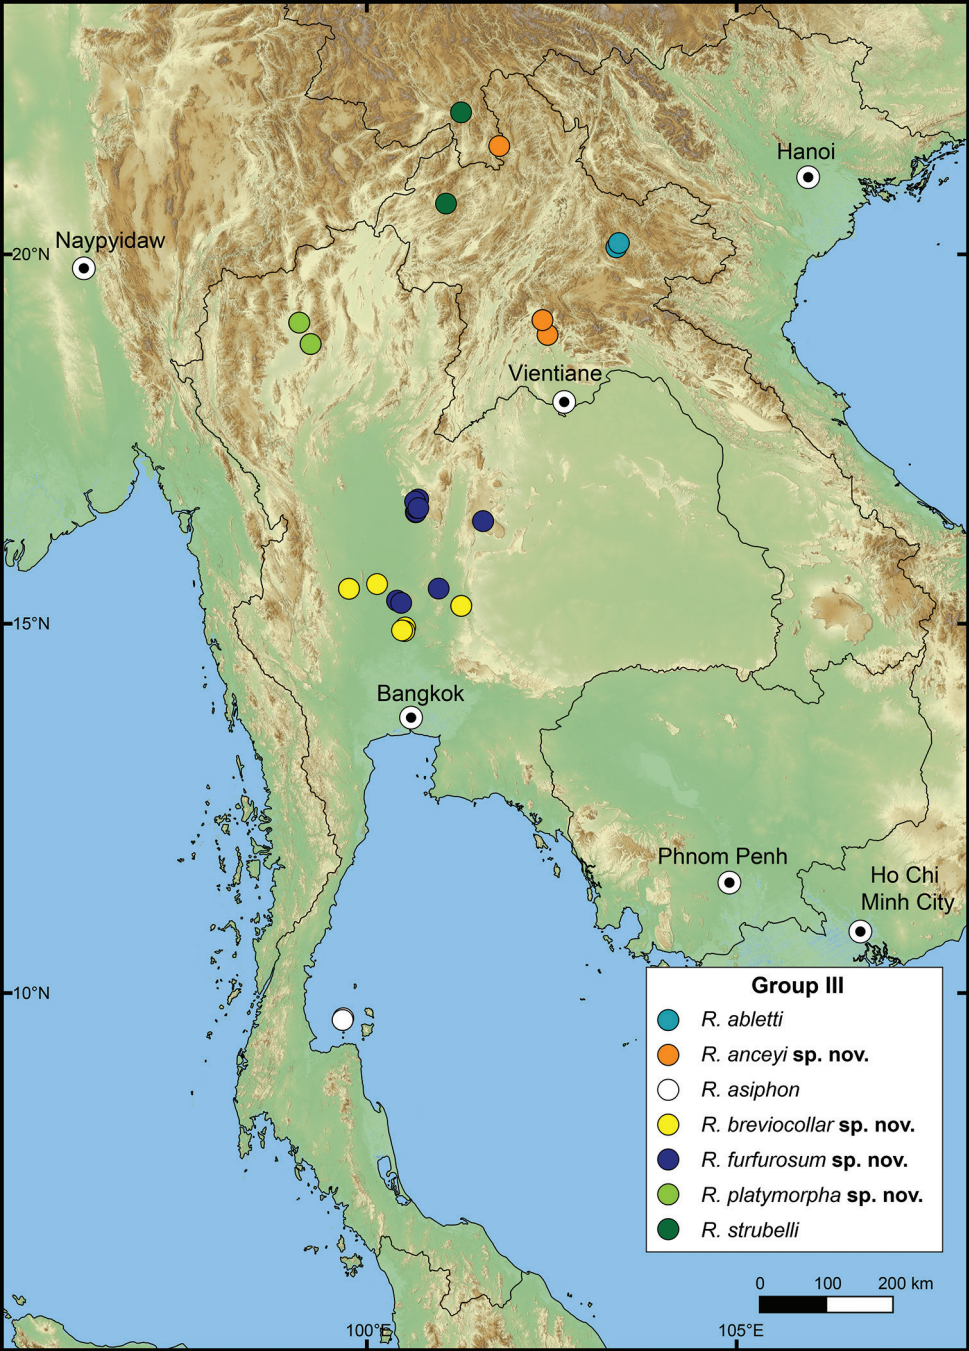 Hanoi
Naypyidaw
20°N
Vientiane
15°N
Bangkok
Phnom Penh
Ho Chi
Minh City
10°N
Group III
R. abletti
R. anceyi sp. nov.
R. asiphon
R. breviocollar sp. nov.
R. furfurosum sp. nov.
R. platymorpha sp. nov.
R. strubelli
0 100 200 km
100°E 105°E